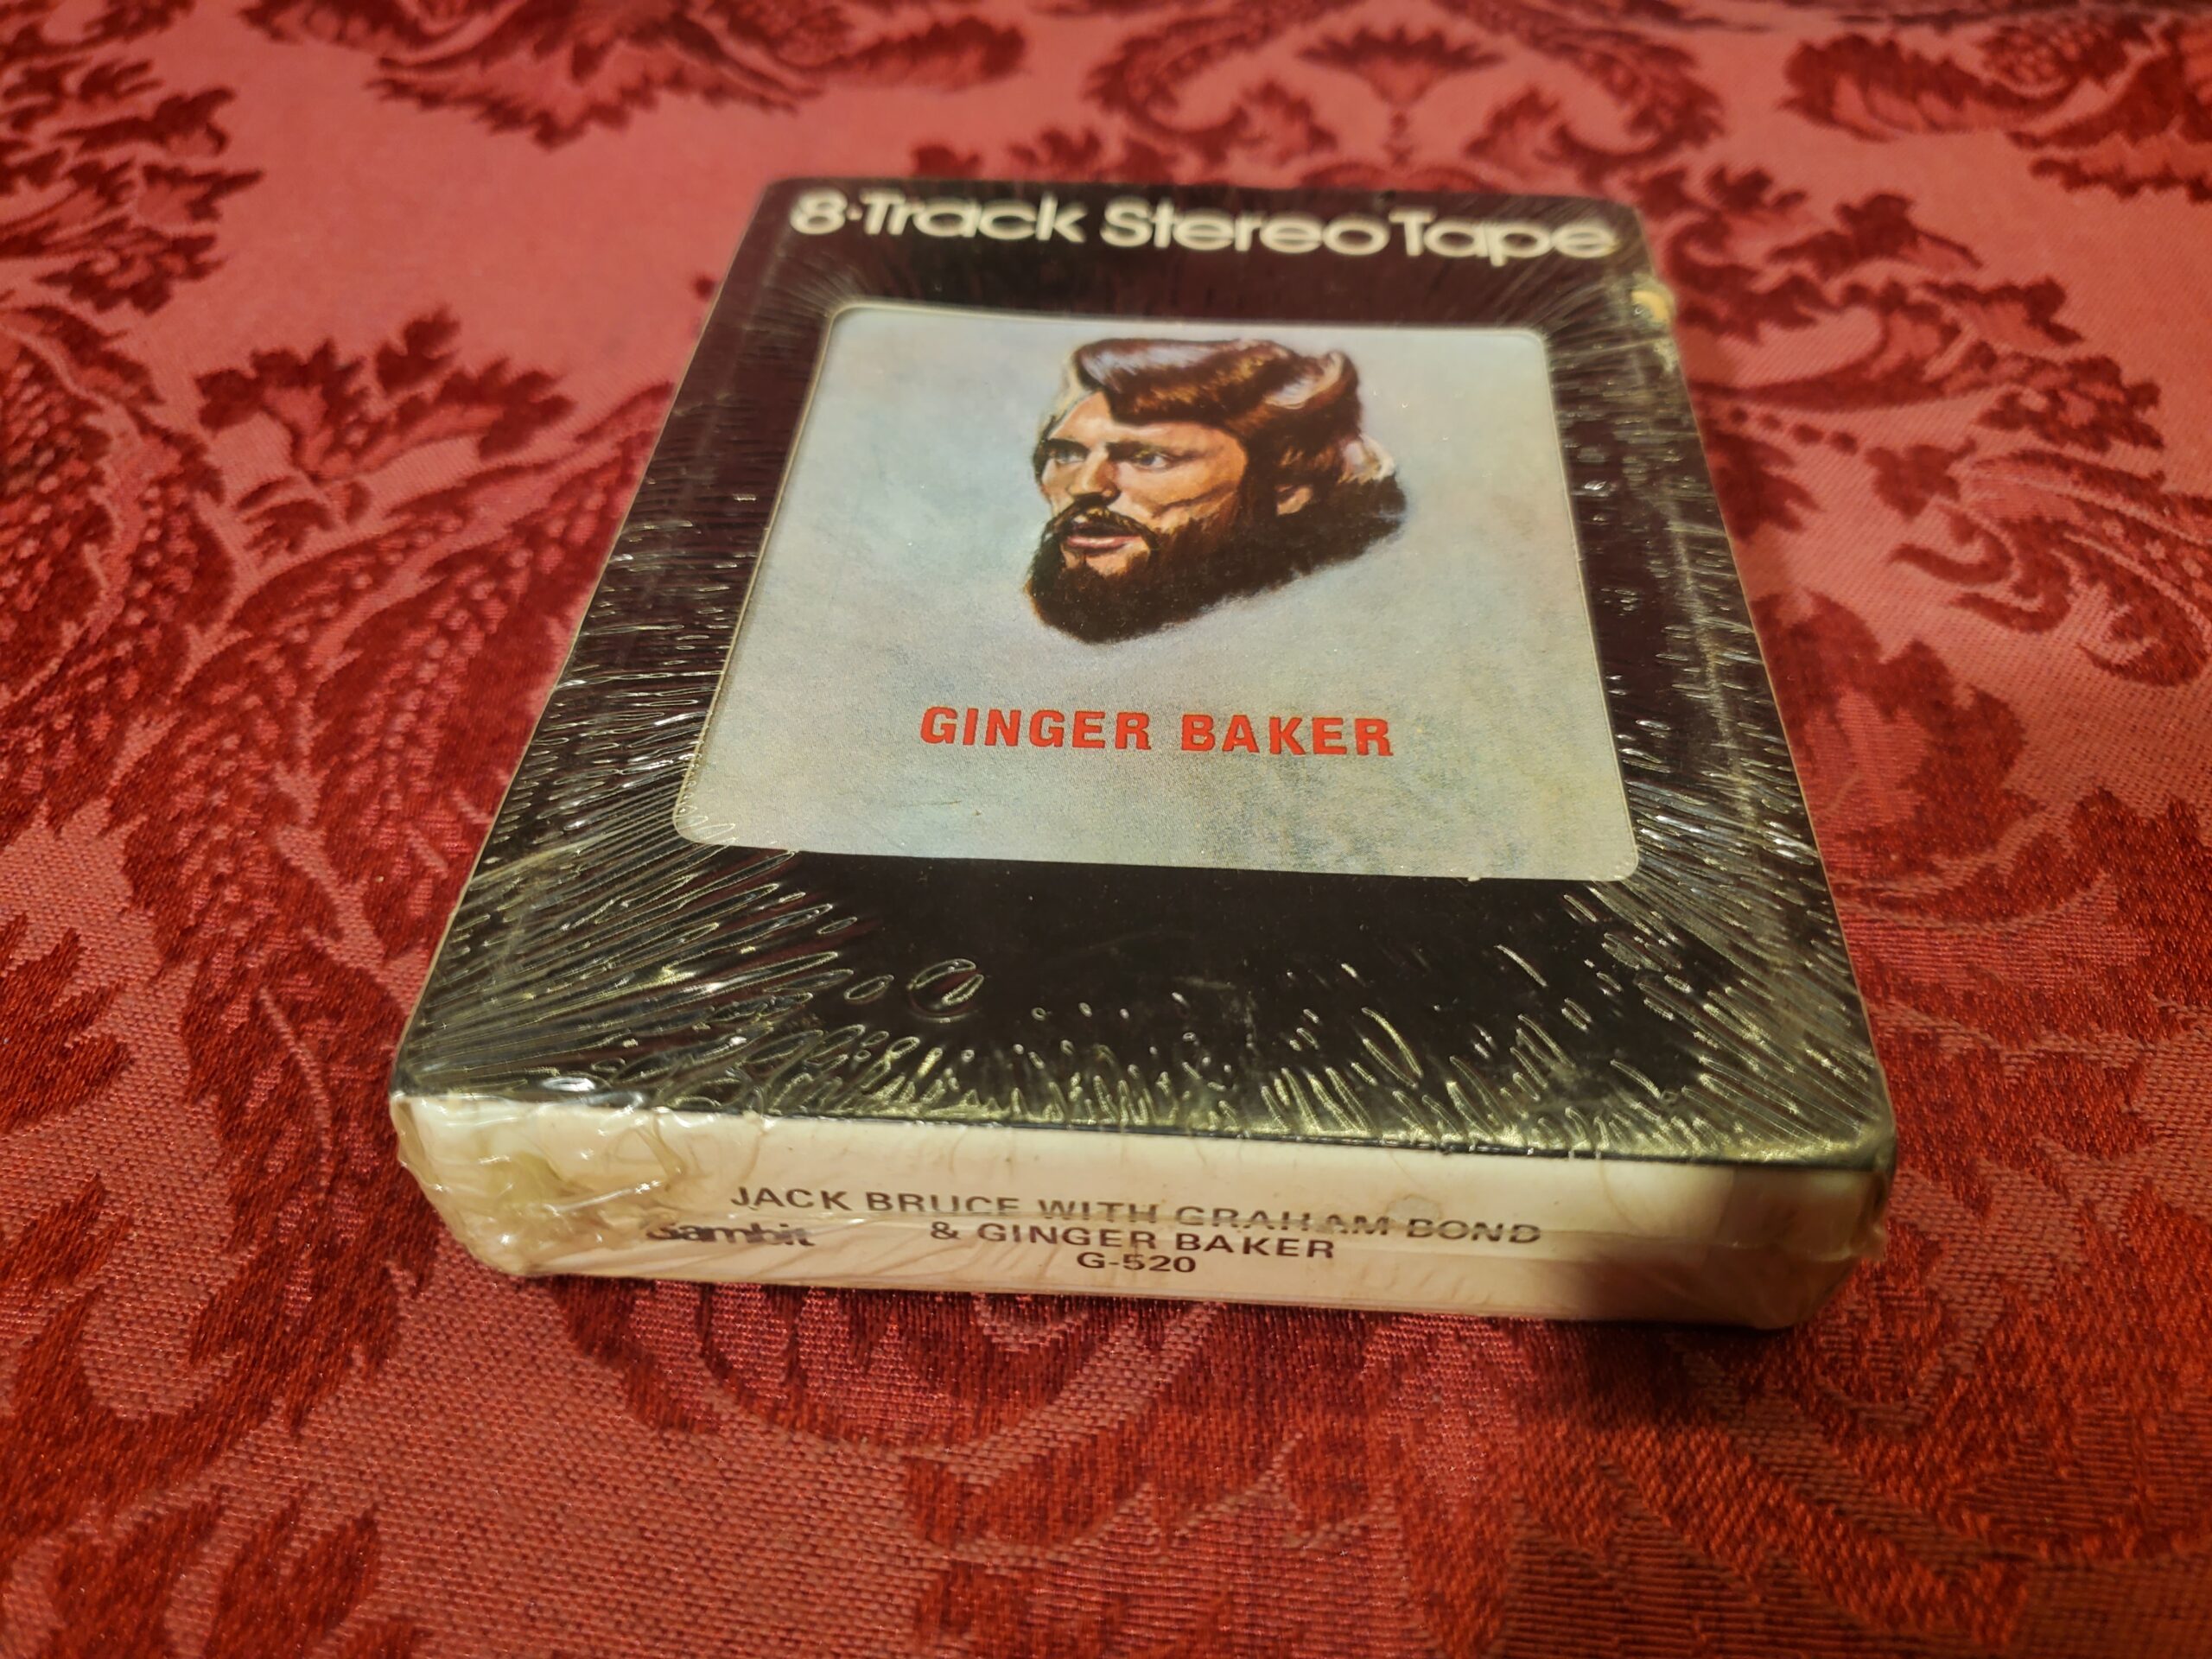 8•Track Stereo Tape
GINGER BAKER
JACK BRUCE WITH GRAHAM BOND
Gambit
& GINGER BAKER
G-520